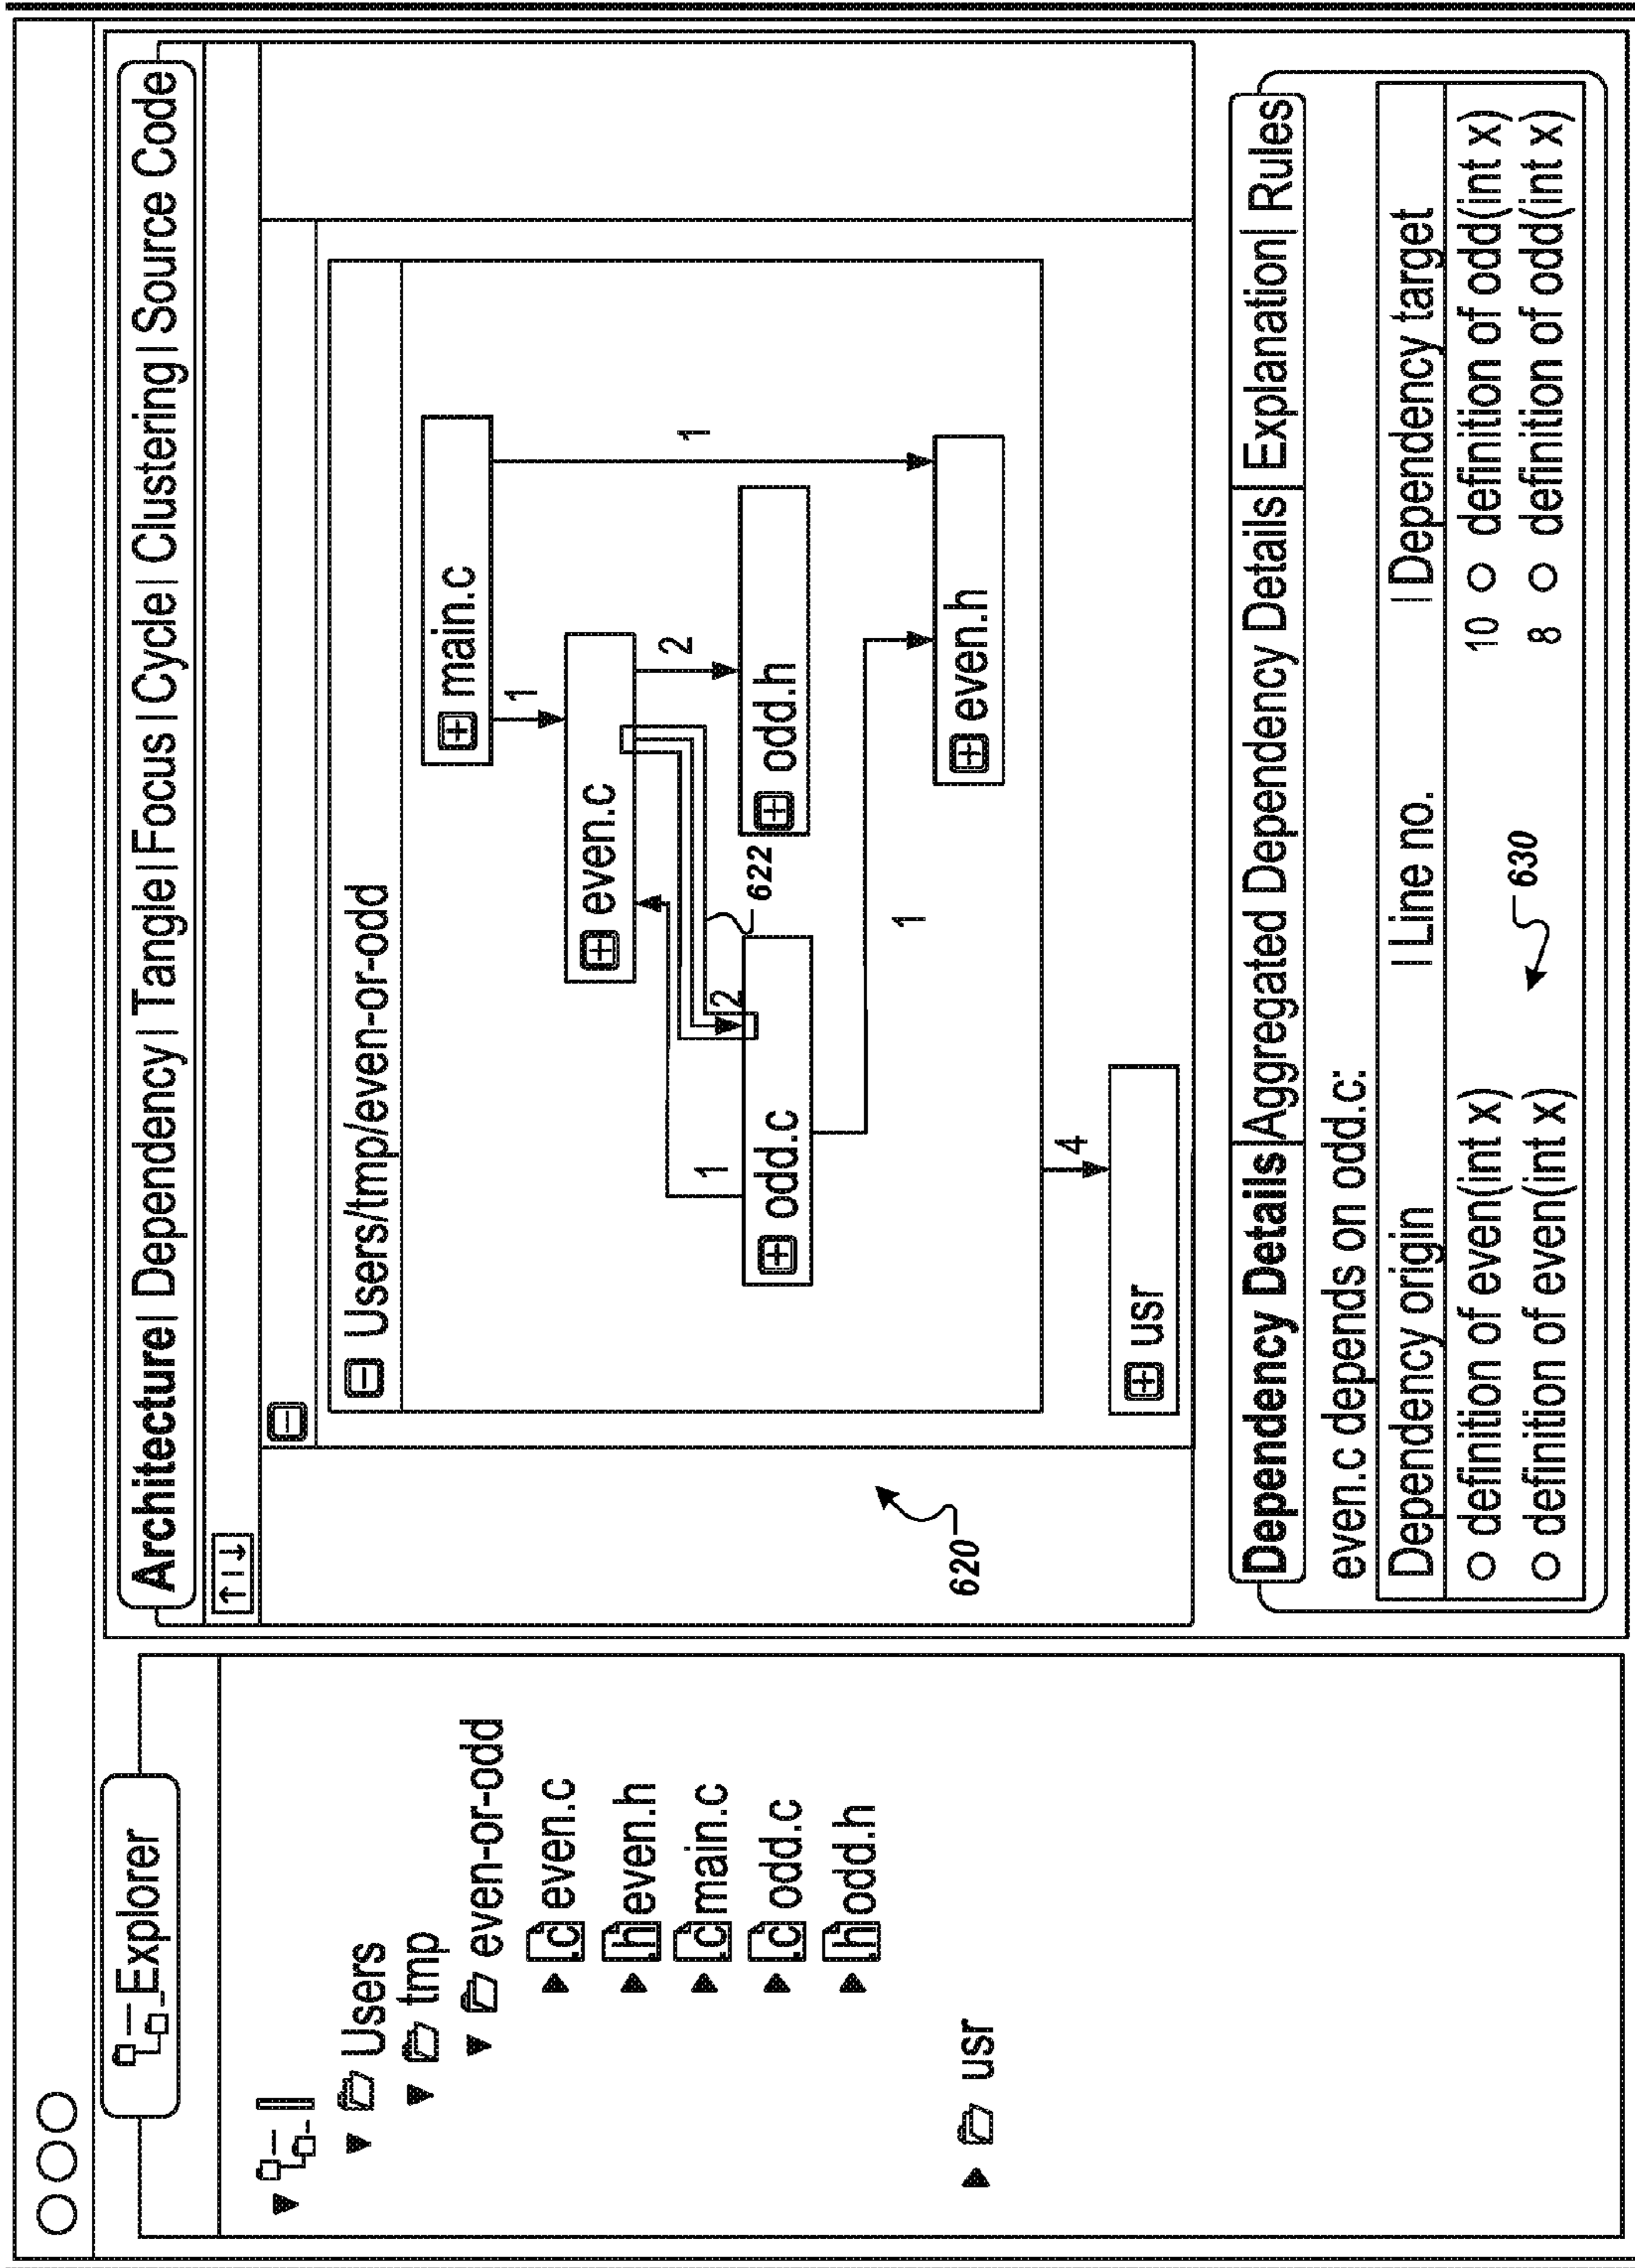 Explorer
Users
tmp
even-or-odd
.c even.c
.h even.h
.c main.c
.c odd.c
.h odd.h
usr
Architecture| Dependency| Tangle| Focus | Cycle| Clustering | Source Code
Users/tmp/even-or-odd
main.c
1
1
even.c
2
622
odd.h
2
1
odd.c
1
even.h
4
usr
620
Dependency Details|Aggregated Dependency Details| Explanation| Rules
even.c depends on odd.c:
Dependency origin |Line no. |Dependency target
definition of even(int x) 10 definition of odd(int x)
definition of even(int x) 8 definition of odd(int x)
630